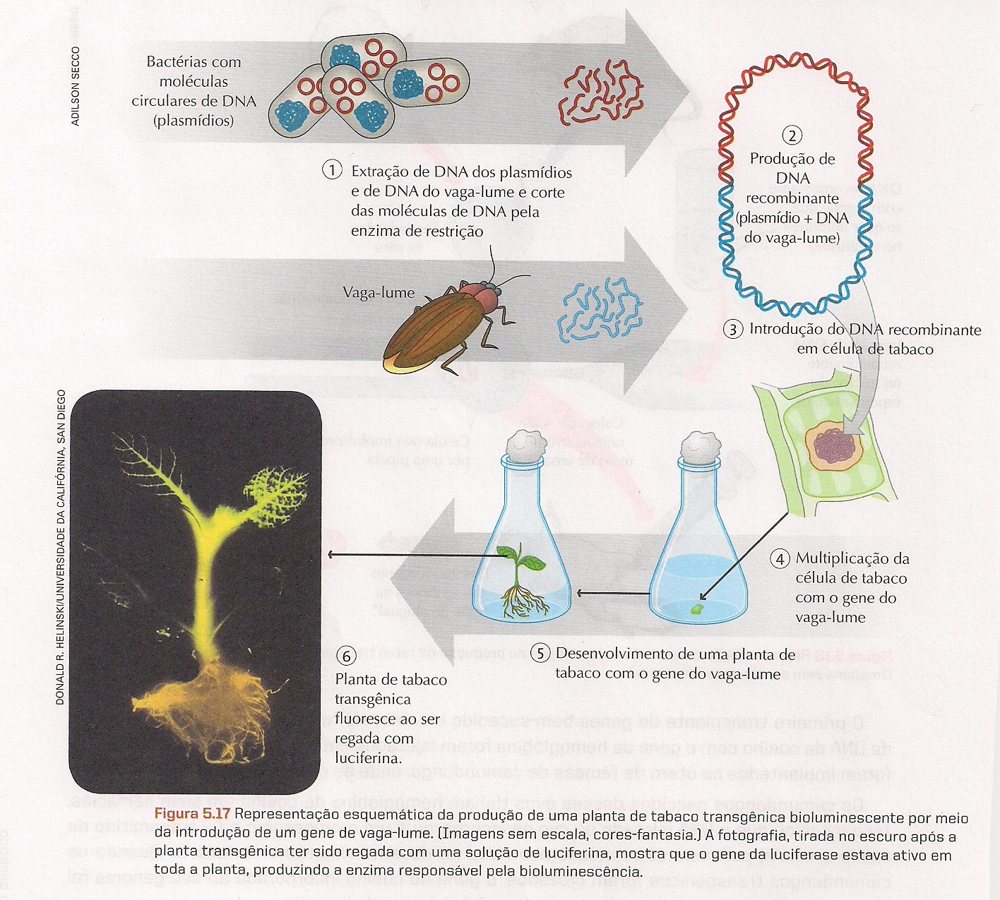 ADILSON SECCO
Bactérias com
moléculas
circulares de DNA
(plasmídios)
1 Extração de DNA dos plasmídios
e de DNA do vaga-lume e corte
das moléculas de DNA pela
enzima de restrição
2
Produção de
DNA
recombinante
(plasmídio + DNA
do vaga-lume)
Vaga-lume
3 Introdução do DNA recombinante
em célula de tabaco
4 Multiplicação da
célula de tabaco
com o gene do
vaga-lume
5 Desenvolvimento de uma planta de
tabaco com o gene do vaga-lume
6
Planta de tabaco
transgênica
fluoresce ao ser
regada com
luciferina.
DONALD R. HELINSKI/UNIVERSIDADE DA CALIFÓRNIA, SAN DIEGO
Figura 5.17 Representação esquemática da produção de uma planta de tabaco transgênica bioluminescente por meio
da introdução de um gene de vaga-lume. (Imagens sem escala, cores-fantasia.) A fotografia, tirada no escuro após a
planta transgênica ter sido regada com uma solução de luciferina, mostra que o gene da luciferase estava ativo em
toda a planta, produzindo a enzima responsável pela bioluminescência.